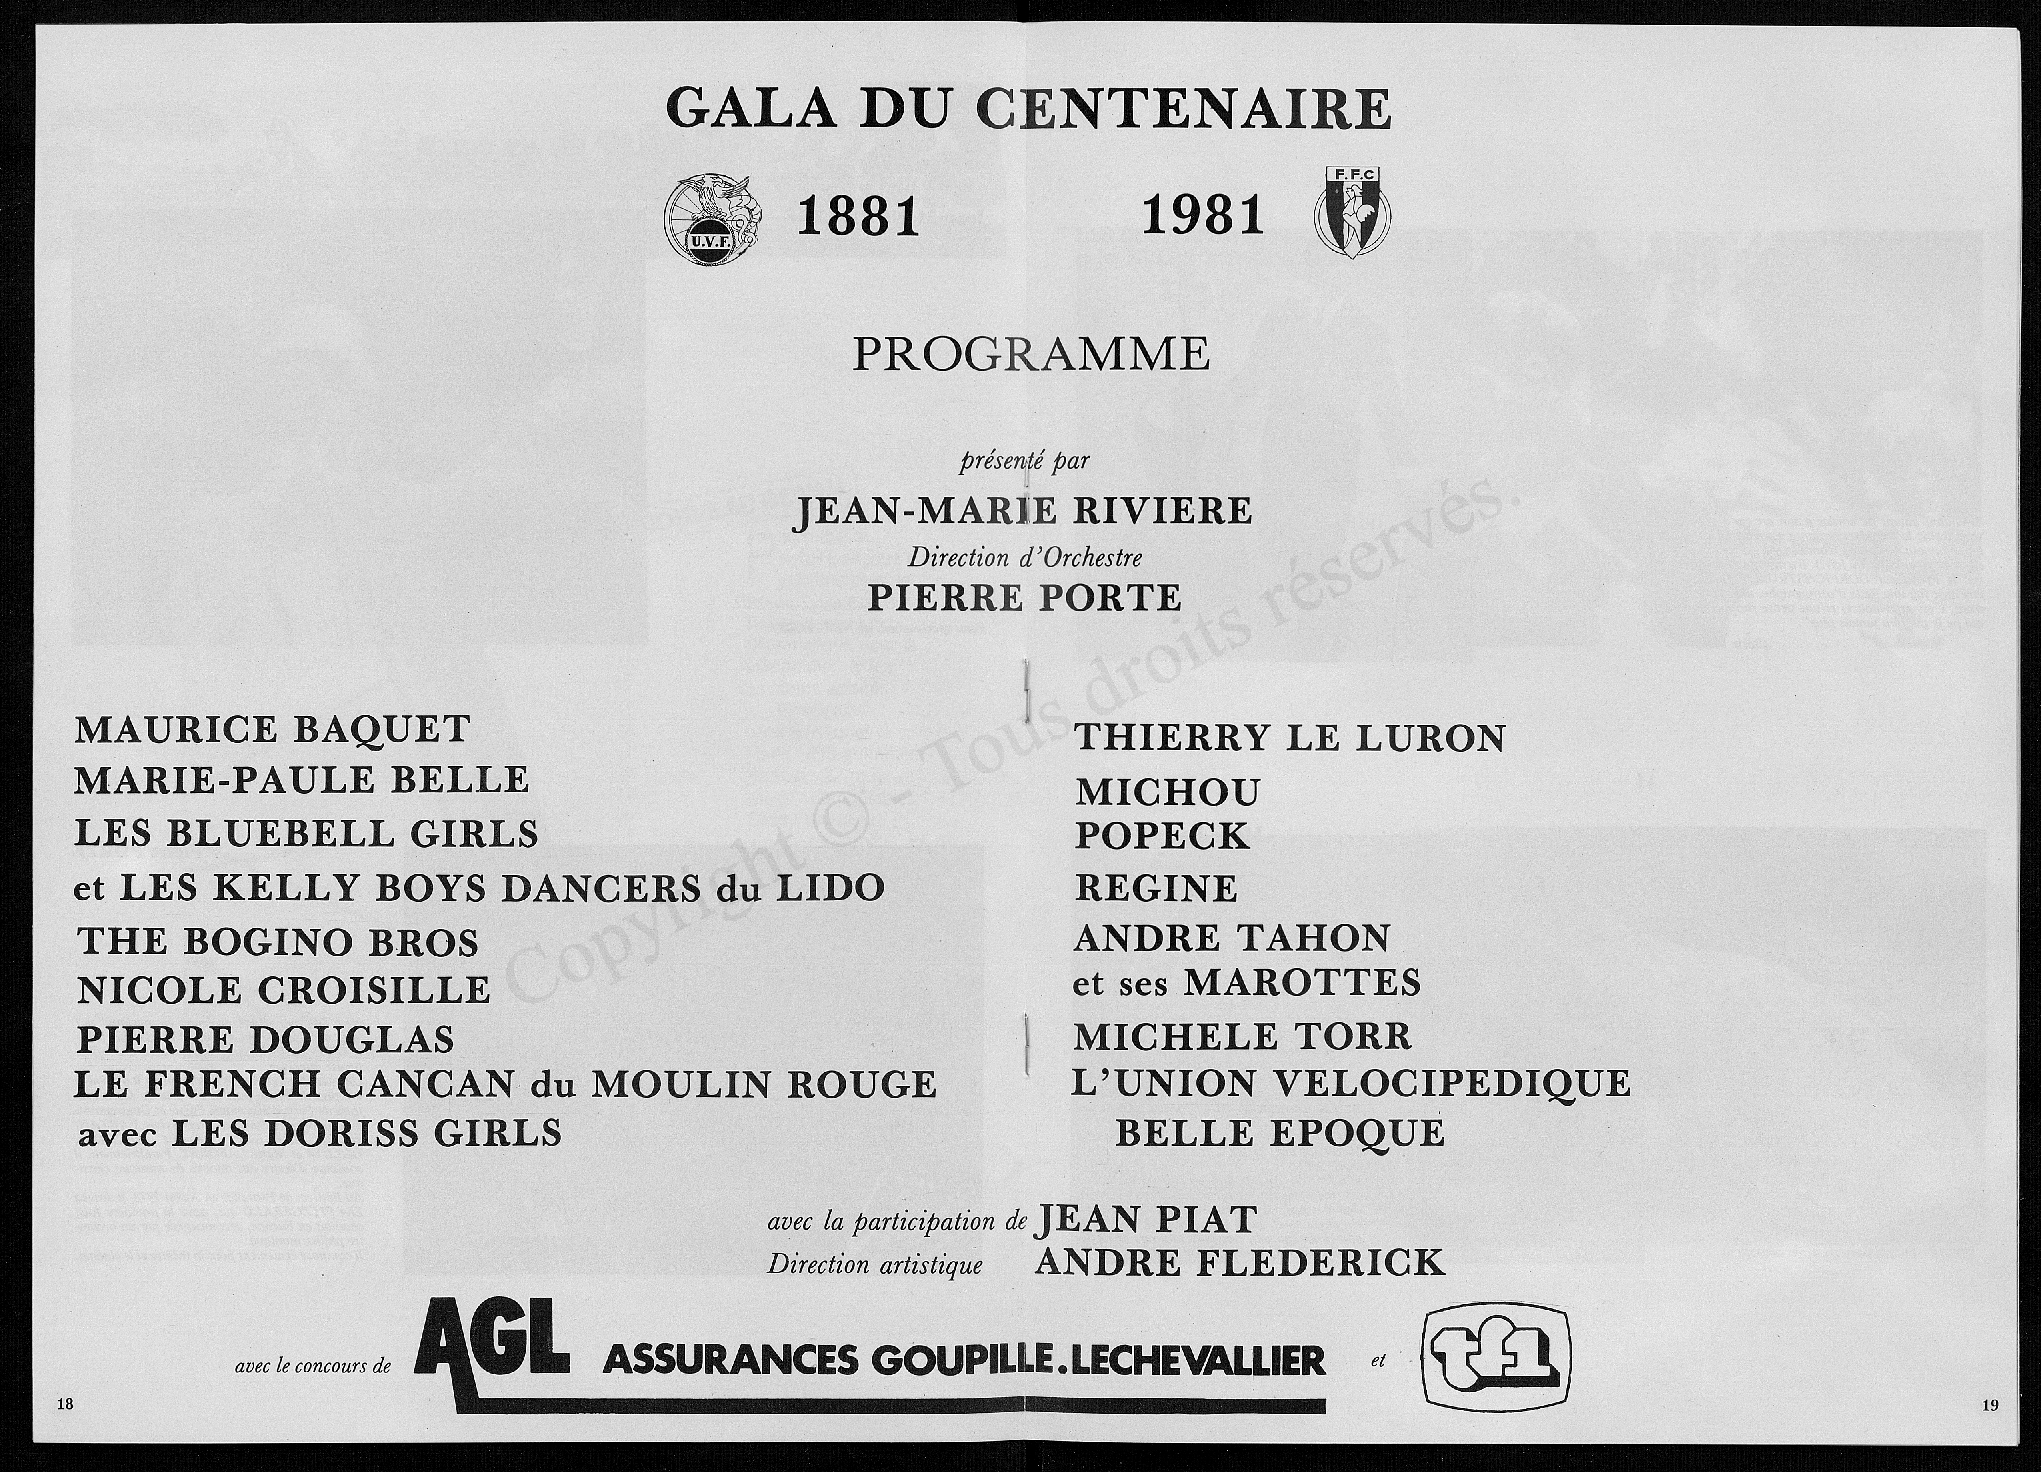 GALA DU CENTENAIRE
U.V.F. 1881 1981 F.F.C
PROGRAMME
présenté par
JEAN-MARIE RIVIERE
Direction d'Orchestre
PIERRE PORTE
MAURICE BAQUET
MARIE-PAULE BELLE
LES BLUEBELL GIRLS
et LES KELLY BOYS DANCERS du LIDO
THE BOGINO BROS
NICOLE CROISILLE
PIERRE DOUGLAS
LE FRENCH CANCAN du MOULIN ROUGE
avec LES DORISS GIRLS
THIERRY LE LURON
MICHOU
POPECK
REGINE
ANDRE TAHON
et ses MAROTTES
MICHELE TORR
L'UNION VELOCIPEDIQUE
BELLE EPOQUE
avec la participation de JEAN PIAT
Direction artistique ANDRE FLEDERICK
avec le concours de AGL ASSURANCES GOUPILLE.LECHEVALLIER et tf1
18
19
Copyright © - Tous droits réservés.